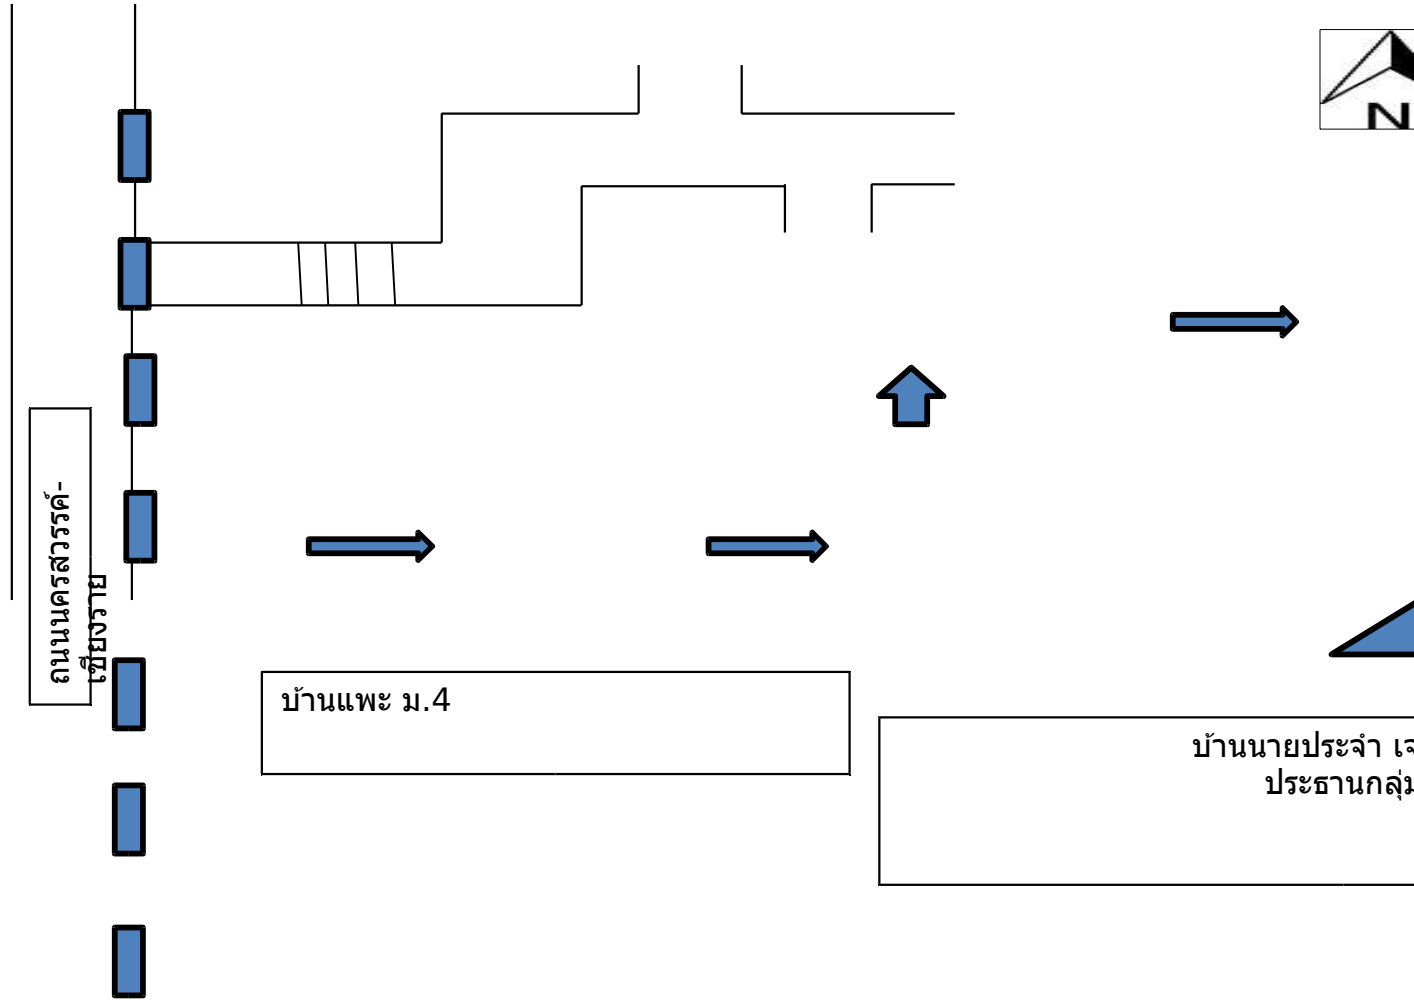 N
ถนนนครสวรรค์-
เชียงราย
บ้านแพะ ม.4
บ้านนายประจำ
ประธานกลุ่ม